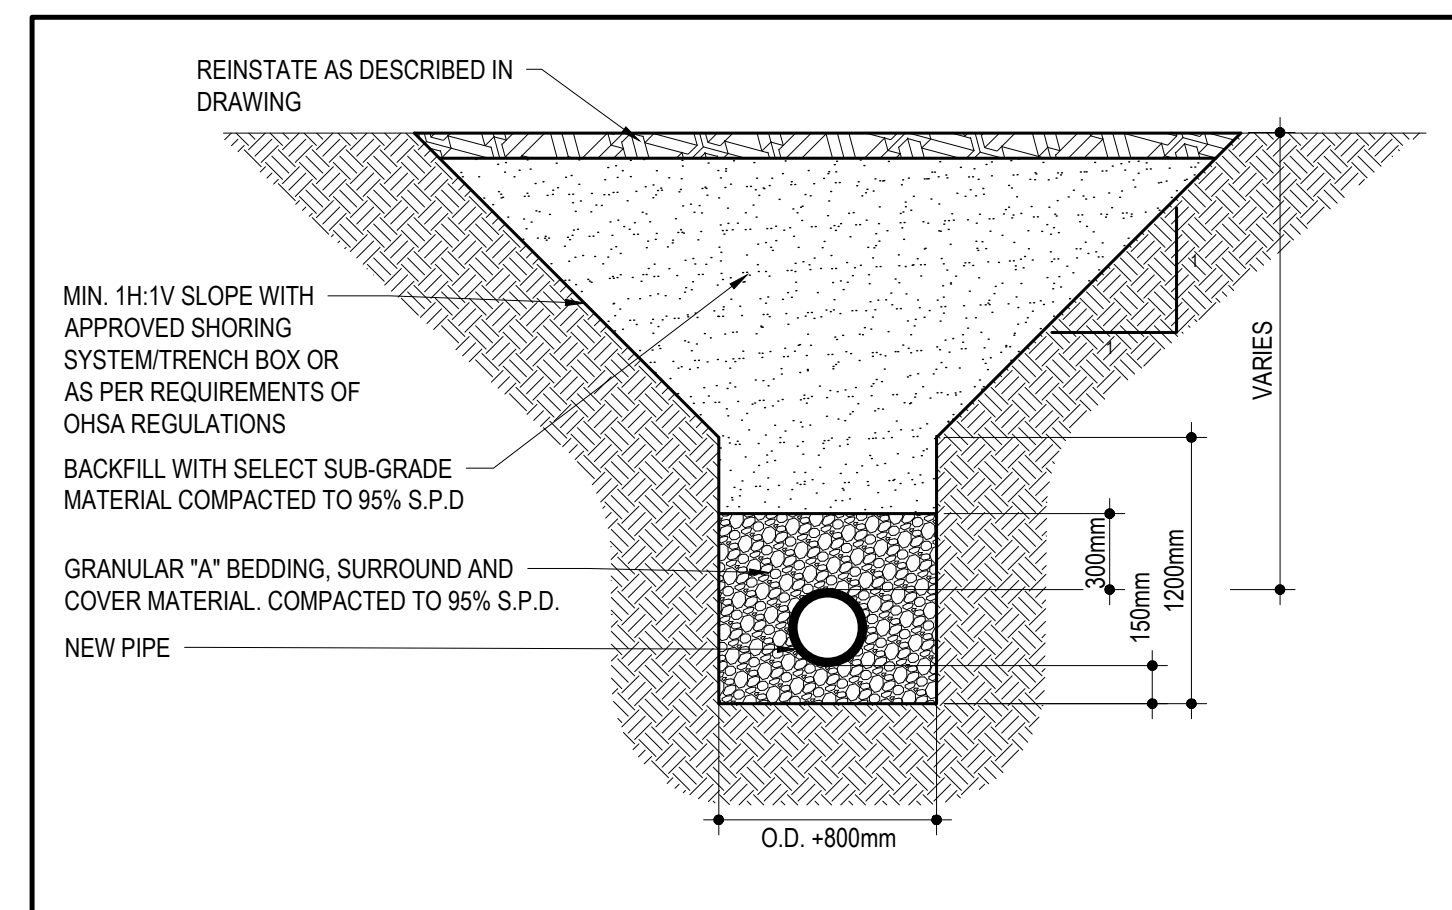 REINSTATE AS DESCRIBED IN
DRAWING
MIN. 1H:1V SLOPE WITH
APPROVED SHORING
SYSTEM/TRENCH BOX OR
AS PER REQUIREMENTS OF
OHSA REGULATIONS
BACKFILL WITH SELECT SUB-GRADE
MATERIAL COMPACTED TO 95% S.P.D
GRANULAR "A" BEDDING, SURROUND AND
COVER MATERIAL. COMPACTED TO 95% S.P.D.
NEW PIPE
1
1
VARIES
300mm
150mm
1200mm
O.D. +800mm